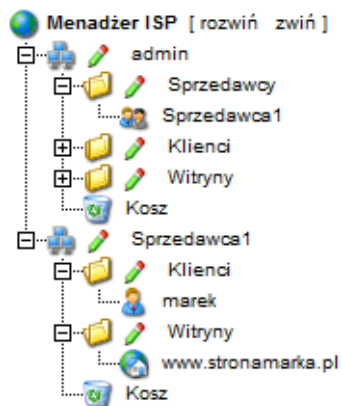 Menadżer ISP [ rozwiń zwiń ]
admin
Sprzedawcy
Sprzedawca1
Klienci
Witryny
Kosz
Sprzedawca1
Klienci
marek
Witryny
www.stronamarka.pl
Kosz